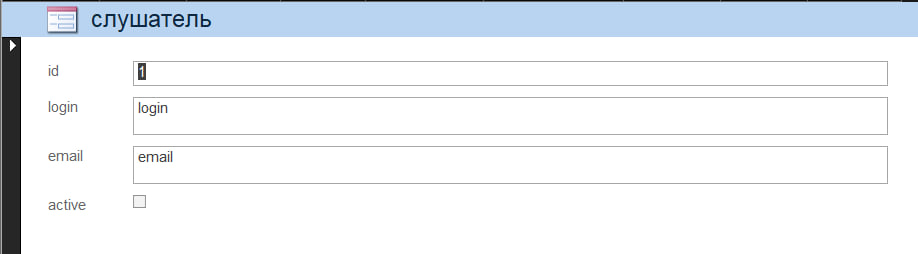 слушатель
id 1
login login
email email
active